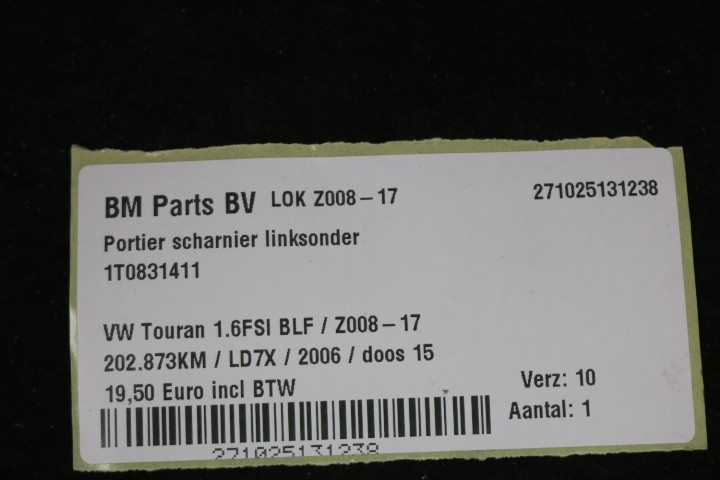 BM Parts BV LOK Z008-17 271025131238
Portier scharnier linksonder
1T0831411
VW Touran 1.6FSI BLF / Z008-17
202.873KM / LD7X / 2006 / doos 15
19,50 Euro incl BTW Verz: 10
Aantal: 1
271025131238